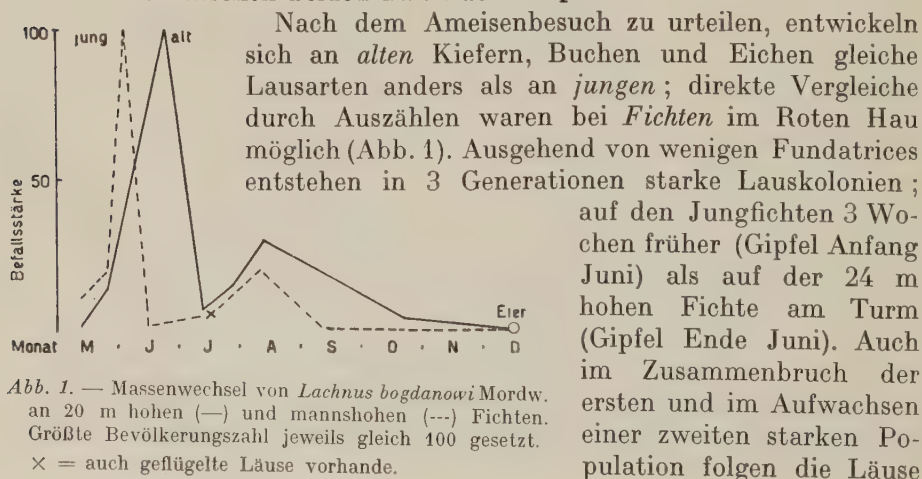 Nach dem Ameisenbesuch zu urteilen, entwickeln
sich an alten Kiefern, Buchen und Eichen gleiche
Lausarten anders als an jungen ; direkte Vergleiche
durch Auszählen waren bei Fichten im Roten Hau
möglich (Abb. 1). Ausgehend von wenigen Fundatrices
entstehen in 3 Generationen starke Lauskolonien ;
auf den Jungfichten 3 Wo-
chen früher (Gipfel Anfang
Juni) als auf der 24 m
hohen Fichte am Turm
(Gipfel Ende Juni). Auch
im Zusammenbruch der
ersten und im Aufwachsen
einer zweiten starken Po-
pulation folgen die Läuse
100
jung
alt
50
Befallsstärke
Eier
Monat M · J · J · A · S · O · N · D
Abb. 1. — Massenwechsel von Lachnus bogdanowi Mordw.
an 20 m hohen (—) und mannshohen (---) Fichten.
Größte Bevölkerungszahl jeweils gleich 100 gesetzt.
× = auch geflügelte Läuse vorhande.